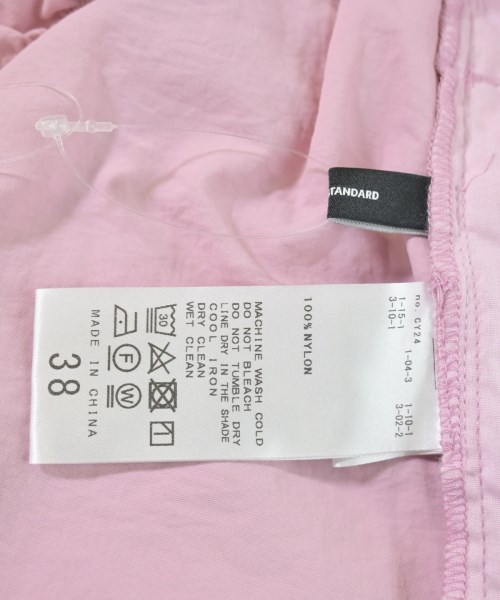 STANDARD
no. CY24
1-15-1 1-04-3 1-10-1
3-10-1 3-02-2
100% NYLON
MACHINE WASH COLD
DO NOT BLEACH
DO NOT TUMBLE DRY
LINE DRY IN THE SHADE
COOL IRON
DRY CLEAN
WET CLEAN
30
F W
MADE IN CHINA
38